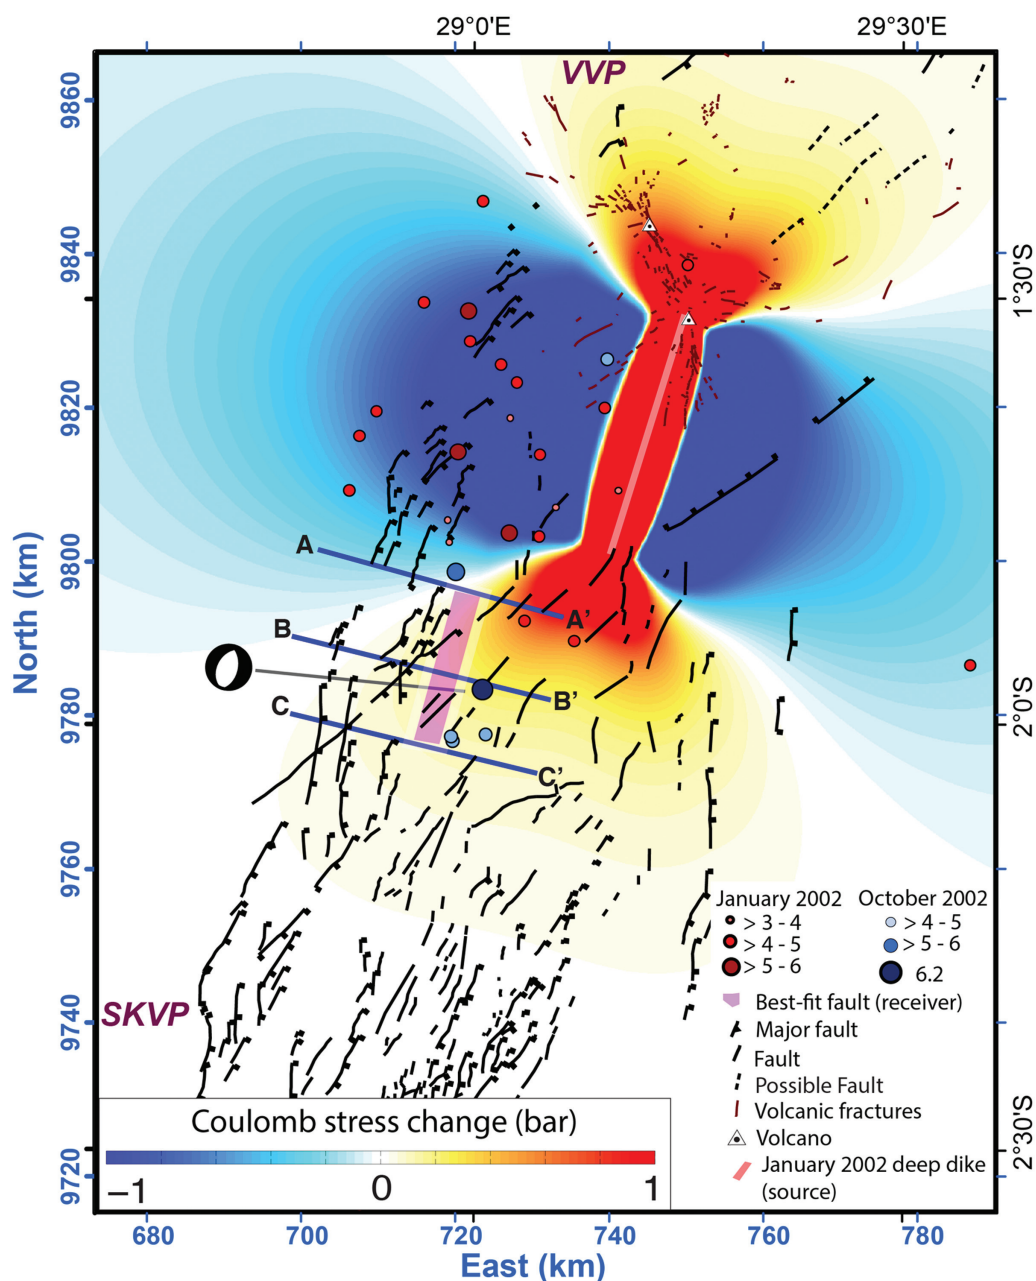 29°0'E
29°30'E
VVP
9860
9840
1°30'S
9820
North (km)
9800
A
A'
B
B'
9780
2°0'S
C
C'
9760
January 2002
October 2002
> 3 - 4
> 4 - 5
> 4 - 5
> 5 - 6
> 5 - 6
6.2
Best-fit fault (receiver)
SKVP
9740
Major fault
Fault
Possible Fault
Volcanic fractures
Volcano
January 2002 deep dike
(source)
Coulomb stress change (bar)
−1
0
1
2°30'S
9720
680
700
720
740
760
780
East (km)